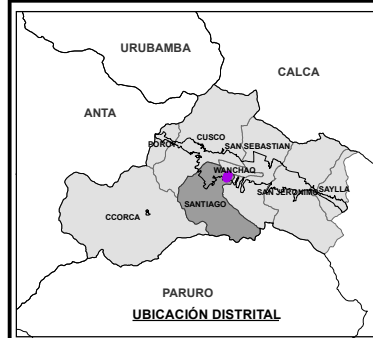 URUBAMBA
CALCA
ANTA
CUSCO
POROY
SAN SEBASTIAN
WANCHAQ
SAN JERONIMO
SAYLLA
SANTIAGO
CCORCA
PARURO
UBICACIÓN DISTRITAL